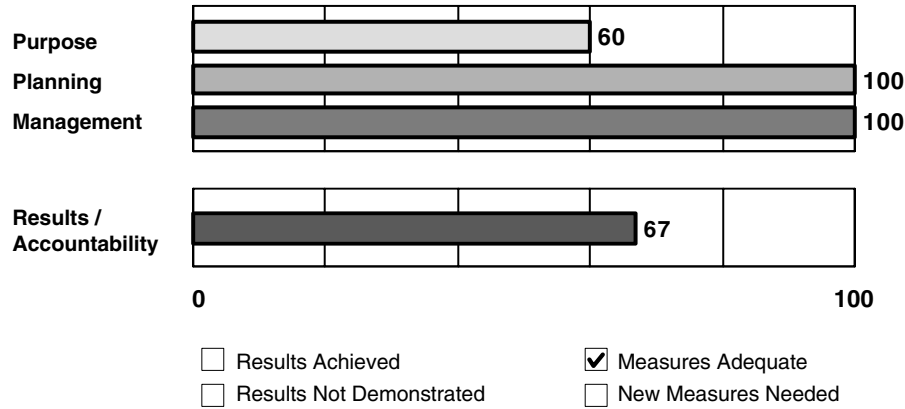 Purpose 60
Planning 100
Management 100
Results /
Accountability 67
0 100
Results Achieved Measures Adequate
Results Not Demonstrated New Measures Needed